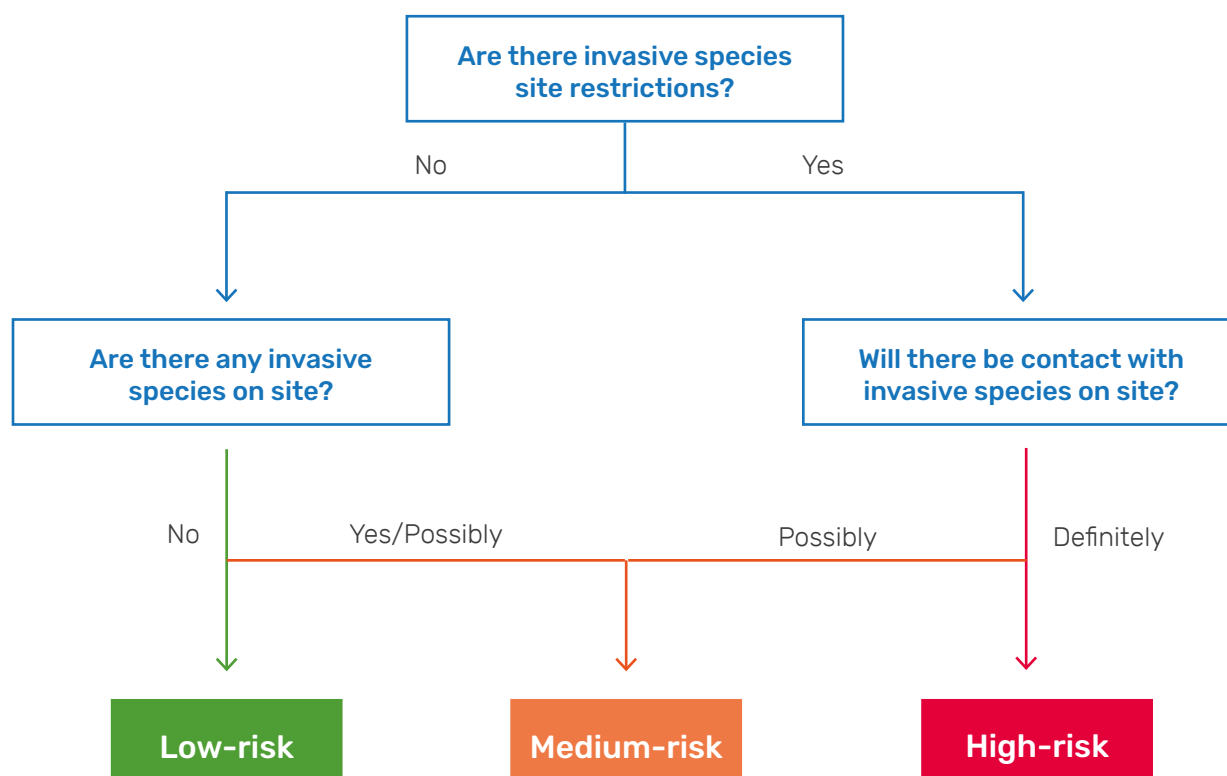 Are there invasive species
site restrictions?
No
Yes
Are there any invasive
species on site?
Will there be contact with
invasive species on site?
No
Yes/Possibly
Possibly
Definitely
Low-risk
Medium-risk
High-risk